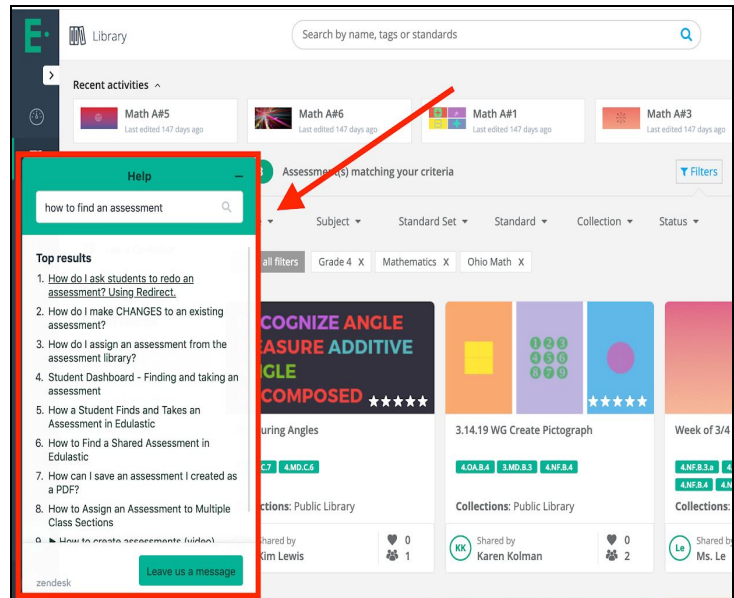 E
Library
Search by name, tags or standards
Recent activities
Math A#5
Last edited 147 days ago
Math A#6
Last edited 147 days ago
Math A#1
Last edited 147 days ago
Math A#3
Last edited 147 days ago
Assessment(s) matching your criteria
Filters
Subject
Standard Set
Standard
Collection
Status
all filters
Grade 4 X
Mathematics X
Ohio Math X
Help
how to find an assessment
Top results
1. How do I ask students to redo an
assessment? Using Redirect.
2. How do I make CHANGES to an existing
assessment?
3. How do I assign an assessment from the
assessment library?
4. Student Dashboard - Finding and taking an
assessment
5. How a Student Finds and Takes an
Assessment in Edulastic
6. How to Find a Shared Assessment in
Edulastic
7. How can I save an assessment I created as
a PDF?
8. How to Assign an Assessment to Multiple
Class Sections
9. ▶ How to create assessments (video)
Leave us a message
zendesk
COGNIZE ANGLE
EASURE ADDITIVE
GLE
COMPOSED
uring Angles
C.7 4.MD.C.6
ctions: Public Library
Shared by
Kim Lewis
0
1
1 2 3
4 5 6
7 8 9
3.14.19 WG Create Pictograph
4.OA.B.4 3.MD.B.3 4.NF.B.4
Collections: Public Library
KK
Shared by
Karen Kolman
0
2
Week of 3/4
4.NF.B.3.a
4.NF.B.4
Collections:
Le
Shared by
Ms. Le